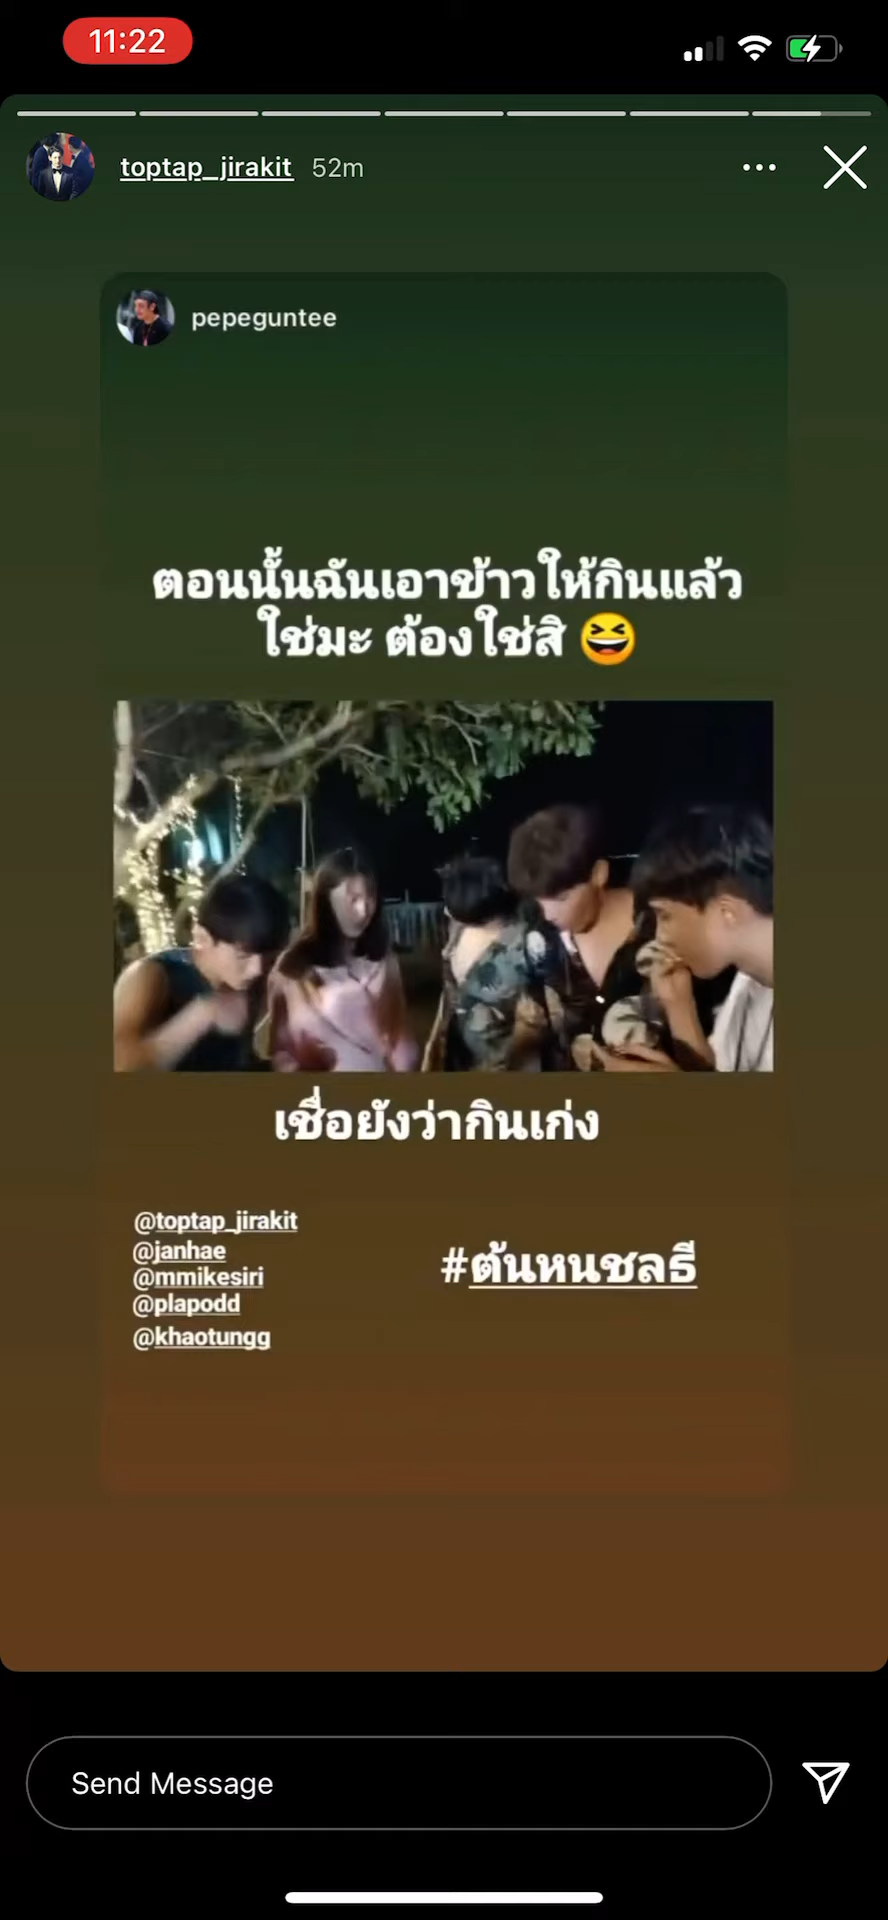 11:22
toptap_jirakit 52m
pepeguntee
ตอนนั้นฉันเอาข้าวให้กินแล้ว
ใช่มะ ต้องใช่สิ 😆
เชื่อยังว่ากินเก่ง
@toptap_jirakit
@janhae
@mmikesiri
@plapodd
@khaotungg
#ต้นหนชลธี
Send Message